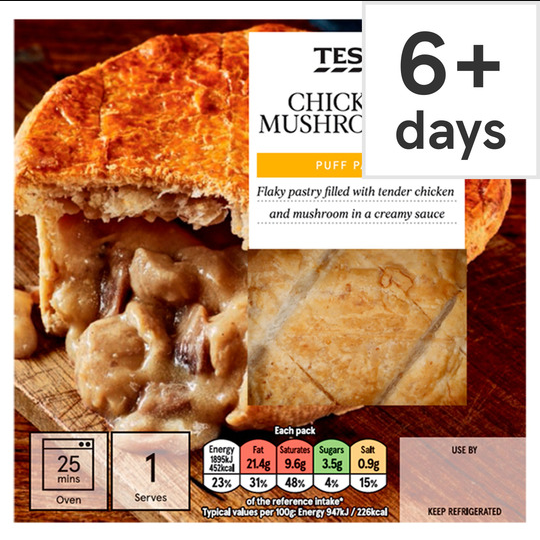 6+
days
TES
CHICK
MUSHRO
PUFF PA
Flaky pastry filled with tender chicken
and mushroom in a creamy sauce
25
mins
Oven
1
Serves
Each pack
Energy
1895kJ
452kcal
23%
Fat
21.4g
31%
Saturates
9.6g
48%
Sugars
3.5g
4%
Salt
0.9g
15%
of the reference intake*
Typical values per 100g: Energy 947kJ / 226kcal
USE BY
KEEP REFRIGERATED